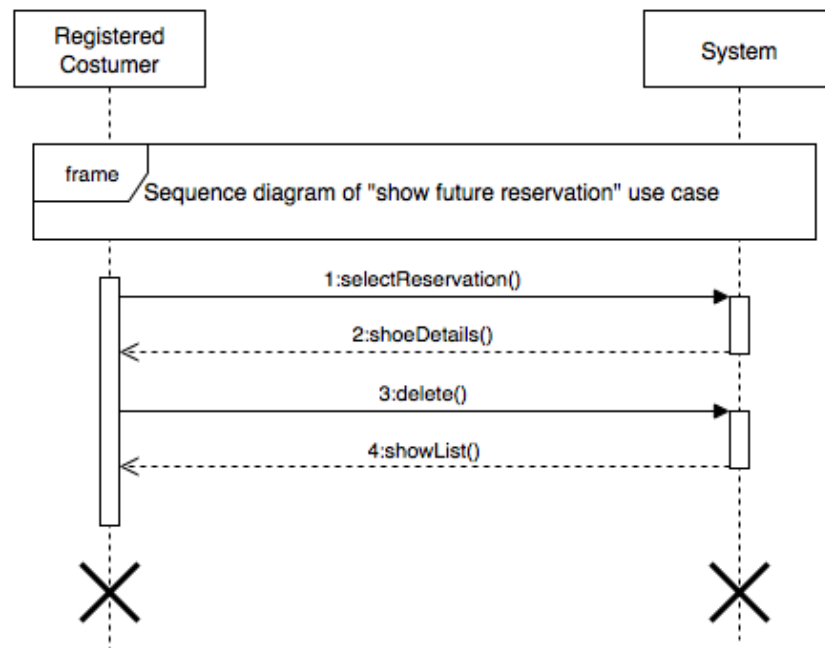 Registered
Costumer
System
frame
Sequence diagram of "show future reservation" use case
1:selectReservation()
2:shoeDetails()
3:delete()
4:showList()